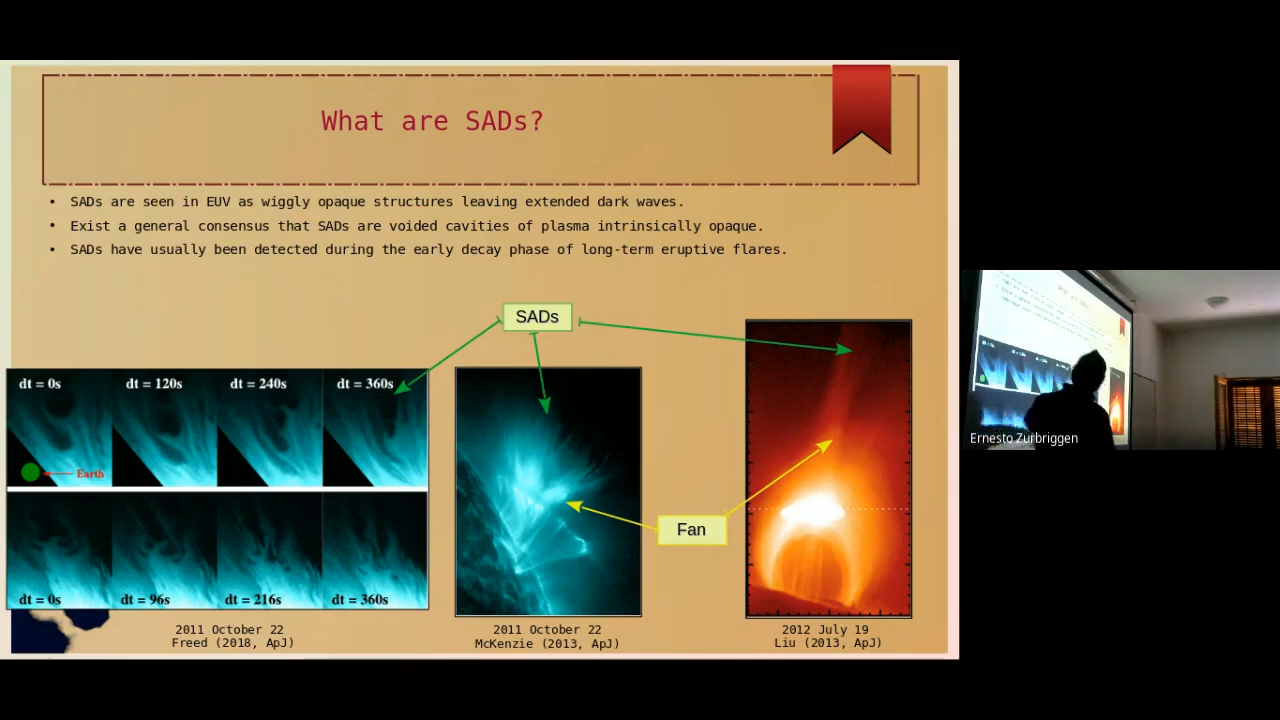 What are SADs?
• SADs are seen in EUV as wiggly opaque structures leaving extended dark waves.
• Exist a general consensus that SADs are voided cavities of plasma intrinsically opaque.
• SADs have usually been detected during the early decay phase of long-term eruptive flares.
SADs
dt = 0s dt = 120s dt = 240s dt = 360s
Earth
Fan
dt = 0s dt = 96s dt = 216s dt = 360s
2011 October 22
Freed (2018, ApJ)
2011 October 22
McKenzie (2013, ApJ)
2012 July 19
Liu (2013, ApJ)
Ernesto Zurbriggen